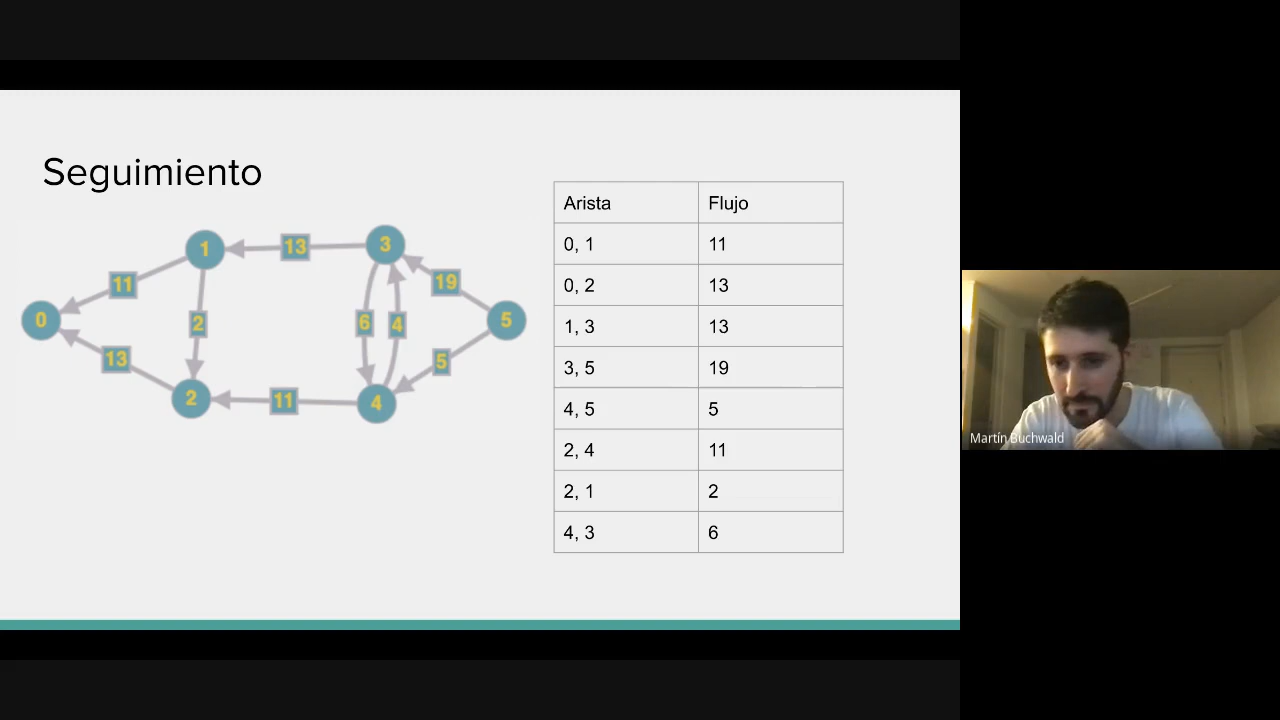 Seguimiento
1
13
3
11
19
0
2
6
4
5
13
5
2
11
4
Arista Flujo
0, 1 11
0, 2 13
1, 3 13
3, 5 19
4, 5 5
2, 4 11
2, 1 2
4, 3 6
Martín Buchwald